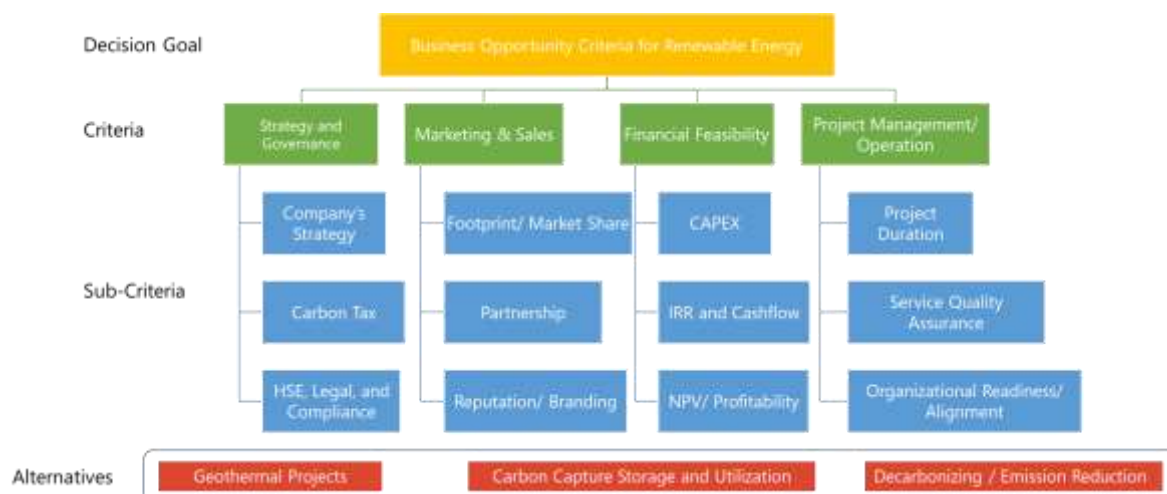 Decision Goal
Business Opportunity Criteria for Renewable Energy
Criteria
Strategy and
Governance
Marketing & Sales
Financial Feasibility
Project Management/
Operation
Sub-Criteria
Company's
Strategy
Footprint/ Market Share
CAPEX
Project
Duration
Carbon Tax
Partnership
IRR and Cashflow
Service Quality
Assurance
HSE, Legal, and
Compliance
Reputation/ Branding
NPV/ Profitability
Organizational Readiness/
Alignment
Alternatives
Geothermal Projects
Carbon Capture Storage and Utilization
Decarbonizing / Emission Reduction